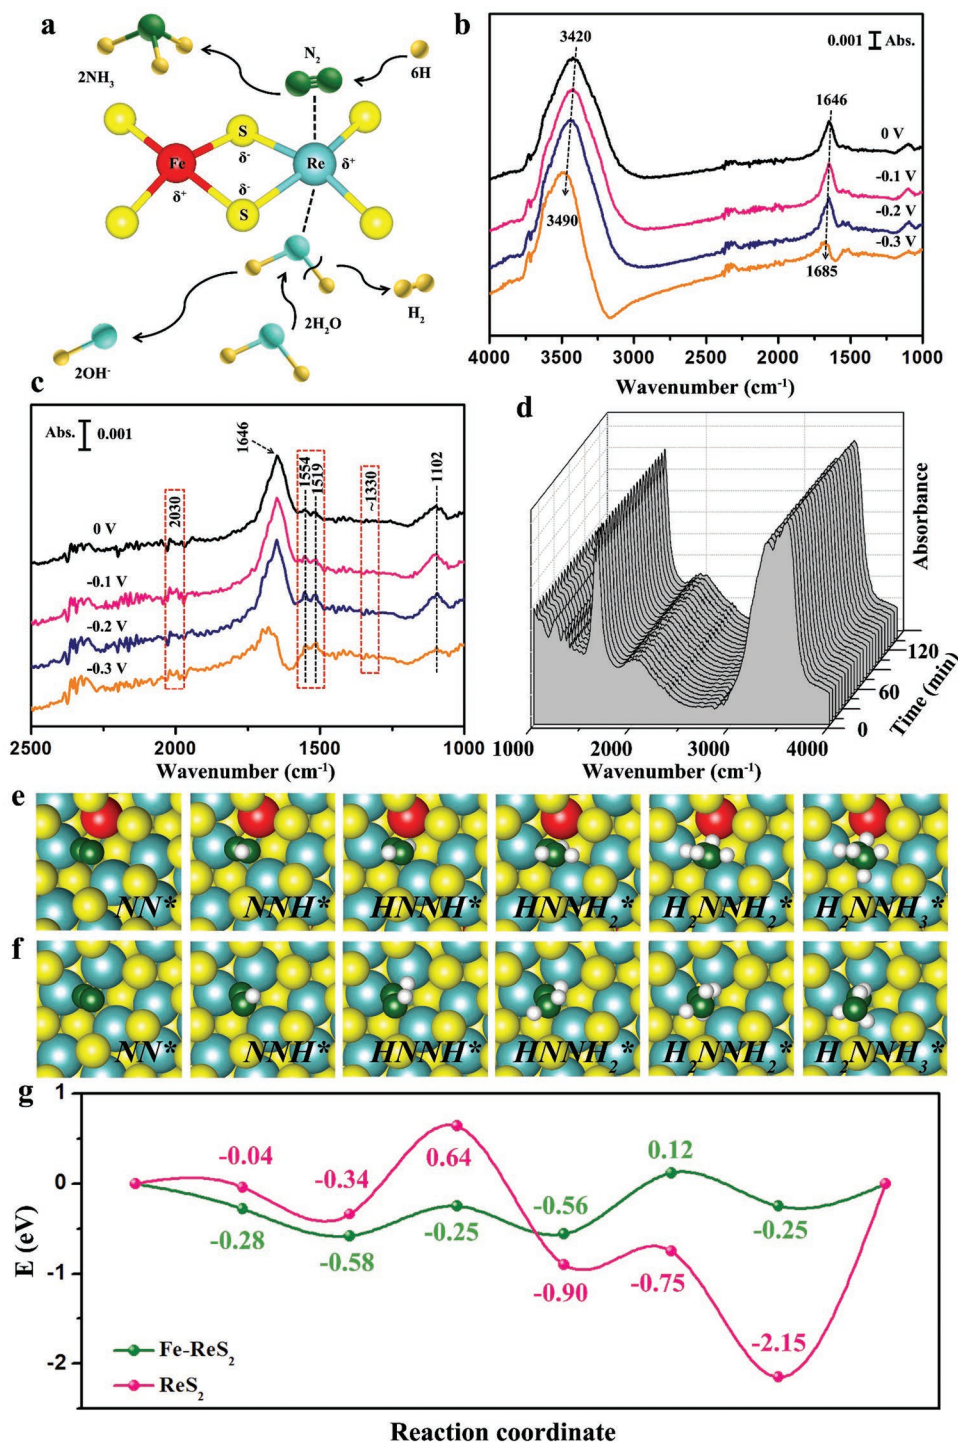 a
N₂
2NH₃
6H
S
Fe
Re
δ⁻
δ⁺
δ⁺
δ⁻
S
2H₂O
H₂
2OH⁻
b
3420
0.001 Abs.
1646
0 V
-0.1 V
-0.2 V
-0.3 V
3490
1685
4000 3500 3000 2500 2000 1500 1000
Wavenumber (cm⁻¹)
c
Abs. 0.001
1646
1554
1519
~1330
1102
2030
0 V
-0.1 V
-0.2 V
-0.3 V
2500 2000 1500 1000
Wavenumber (cm⁻¹)
d
Absorbance
120
60
0
Time (min)
1000 2000 3000 4000
Wavenumber (cm⁻¹)
e
NN* NNH* HNNH* HNNH₂* H₂NNH₂* H₂NNH₃*
f
NN* NNH* HNNH* HNNH₂* H₂NNH₂* H₂NNH₃*
g
1
0
-1
-2
E (eV)
-0.04 -0.34 0.64 -0.90 -0.75 -2.15
-0.28 -0.58 -0.25 -0.56 0.12 -0.25
Fe-ReS₂
ReS₂
Reaction coordinate